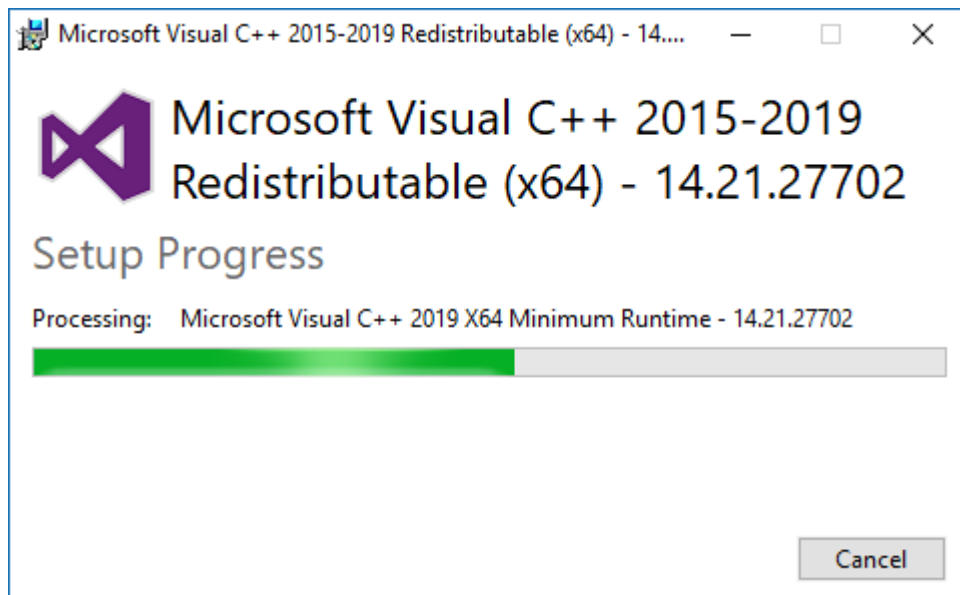 Microsoft Visual C++ 2015-2019 Redistributable (x64) - 14....
Microsoft Visual C++ 2015-2019
Redistributable (x64) - 14.21.27702
Setup Progress
Processing: Microsoft Visual C++ 2019 X64 Minimum Runtime - 14.21.27702
Cancel